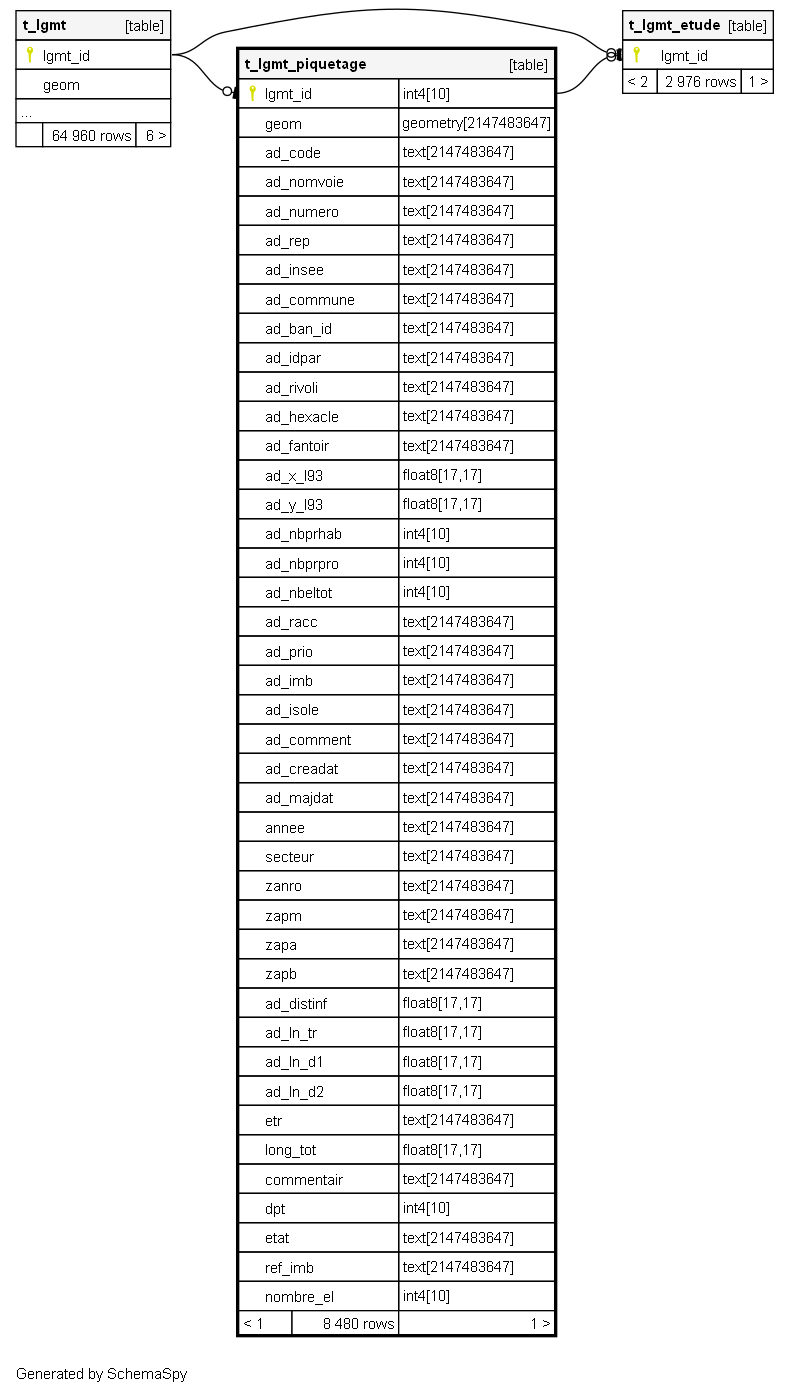 t_lgmt [table]
lgmt_id
geom
...
64 960 rows 6 >
t_lgmt_piquetage [table]
lgmt_id int4[10]
geom geometry[2147483647]
ad_code text[2147483647]
ad_nomvoie text[2147483647]
ad_numero text[2147483647]
ad_rep text[2147483647]
ad_insee text[2147483647]
ad_commune text[2147483647]
ad_ban_id text[2147483647]
ad_idpar text[2147483647]
ad_rivoli text[2147483647]
ad_hexacle text[2147483647]
ad_fantoir text[2147483647]
ad_x_l93 float8[17,17]
ad_y_l93 float8[17,17]
ad_nbprhab int4[10]
ad_nbprpro int4[10]
ad_nbeltot int4[10]
ad_racc text[2147483647]
ad_prio text[2147483647]
ad_imb text[2147483647]
ad_isole text[2147483647]
ad_comment text[2147483647]
ad_creadat text[2147483647]
ad_majdat text[2147483647]
annee text[2147483647]
secteur text[2147483647]
zanro text[2147483647]
zapm text[2147483647]
zapa text[2147483647]
zapb text[2147483647]
ad_distinf float8[17,17]
ad_ln_tr float8[17,17]
ad_ln_d1 float8[17,17]
ad_ln_d2 float8[17,17]
etr text[2147483647]
long_tot float8[17,17]
commentair text[2147483647]
dpt int4[10]
etat text[2147483647]
ref_imb text[2147483647]
nombre_el int4[10]
< 1 8 480 rows 1 >
t_lgmt_etude [table]
lgmt_id
< 2 2 976 rows 1 >
Generated by SchemaSpy